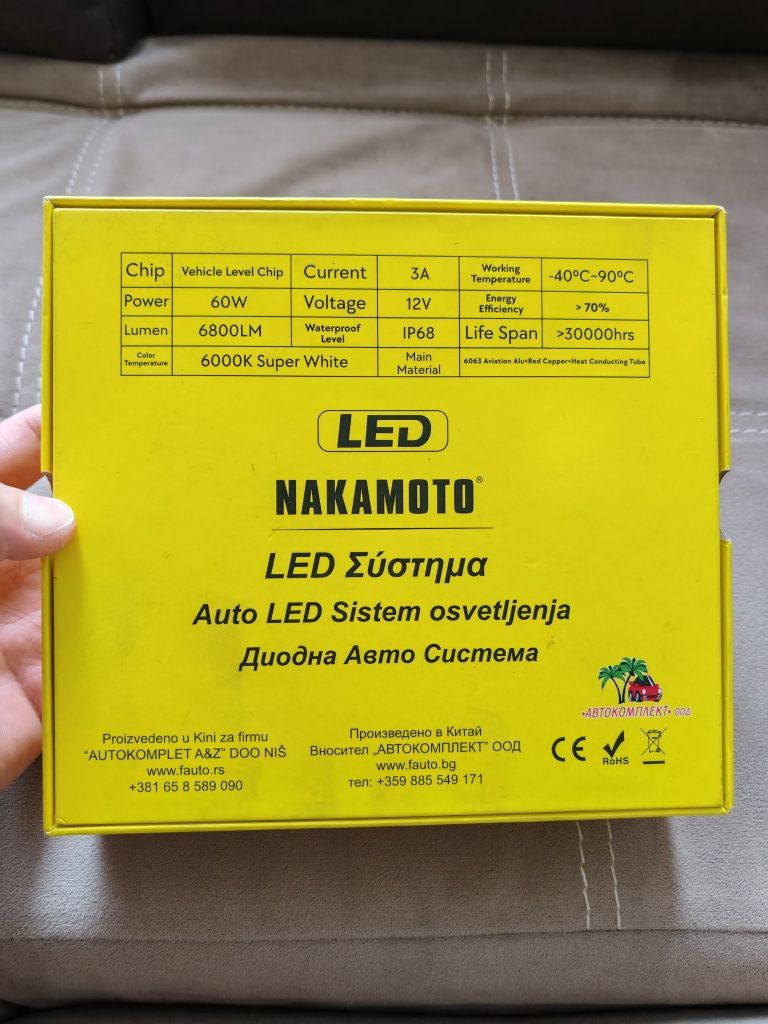 Chip Vehicle Level Chip Current 3A Working Temperature -40ºC~90ºC
Power 60W Voltage 12V Energy Efficiency > 70%
Lumen 6800LM Waterproof Level IP68 Life Span >30000hrs
Color Temperature 6000K Super White Main Material 6063 Aviation Alu+Red Copper+Heat Conducting Tube
LED
NAKAMOTO®
LED Σύστημα
Auto LED Sistem osvetljenja
Диодна Авто Система
•АВТОКОМПЛЕКТ• ООД
Proizvedeno u Kini za firmu
"AUTOKOMPLET A&Z" DOO NIŠ
www.fauto.rs
+381 65 8 589 090
Произведено в Китай
Вносител „АВТОКОМПЛЕКТ" ООД
www.fauto.bg
тел: +359 885 549 171
CE
RoHS